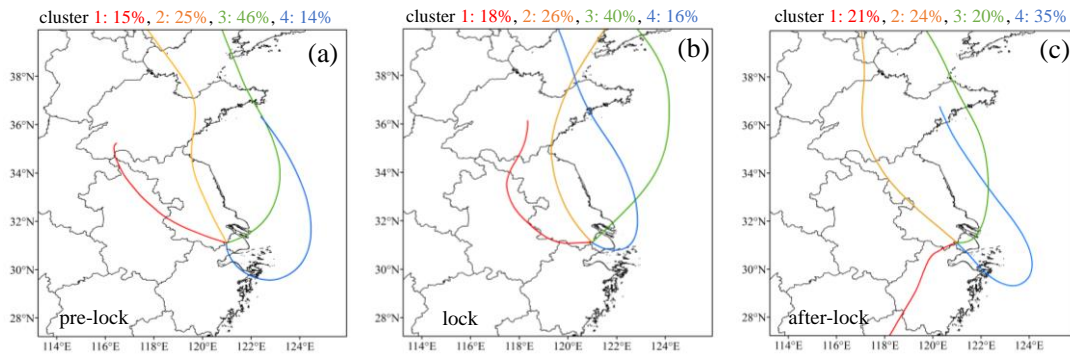 cluster 1: 15%, 2: 25%, 3: 46%, 4: 14%
(a)
38°N
36°N
34°N
32°N
30°N
28°N
pre-lock
114°E 116°E 118°E 120°E 122°E 124°E
cluster 1: 18%, 2: 26%, 3: 40%, 4: 16%
(b)
38°N
36°N
34°N
32°N
30°N
28°N
lock
114°E 116°E 118°E 120°E 122°E 124°E
cluster 1: 21%, 2: 24%, 3: 20%, 4: 35%
(c)
38°N
36°N
34°N
32°N
30°N
28°N
after-lock
114°E 116°E 118°E 120°E 122°E 124°E